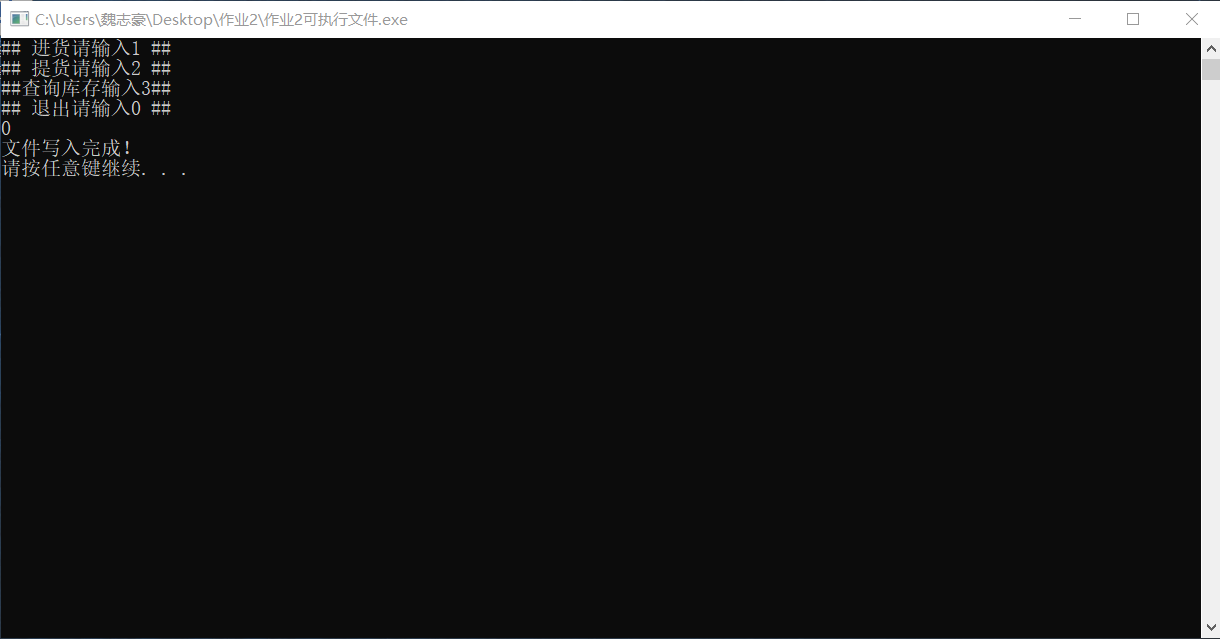 C:\Users\魏志豪\Desktop\作业2\作业2可执行文件.exe
## 进货请输入1 ##
## 提货请输入2 ##
##查询库存输入3##
## 退出请输入0 ##
0
文件写入完成!
请按任意键继续. . .